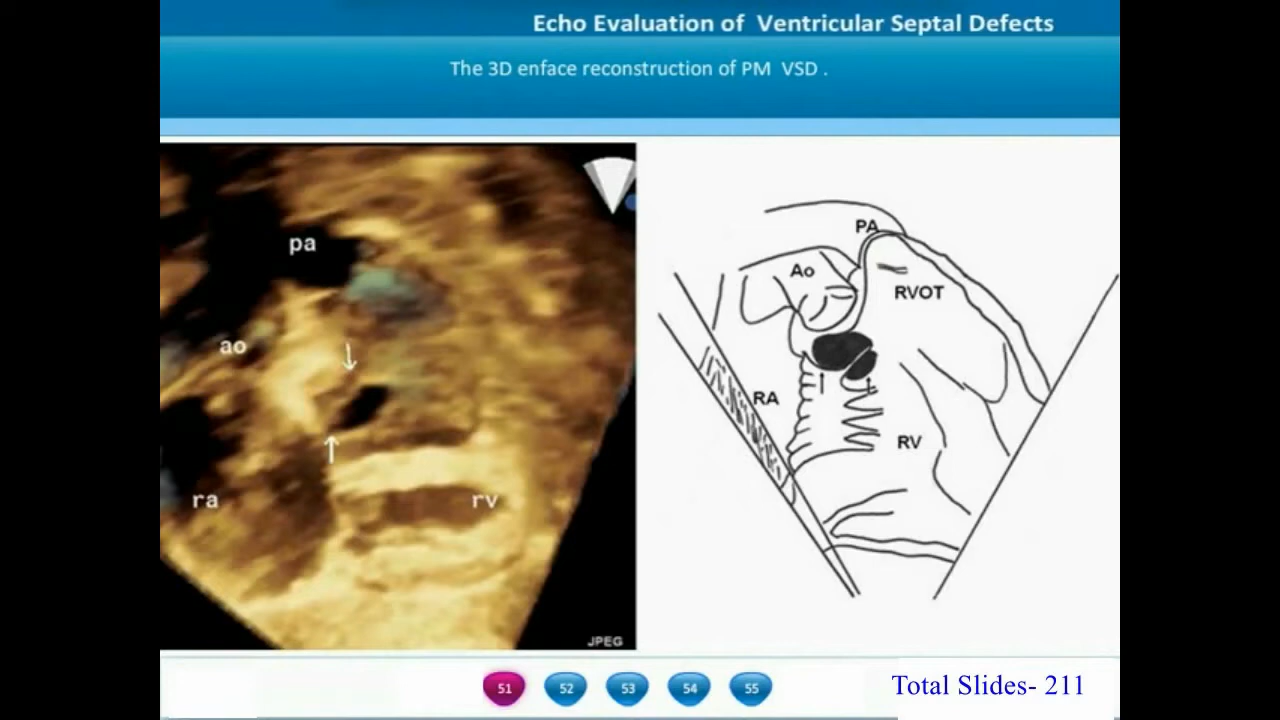 Echo Evaluation of Ventricular Septal Defects
The 3D enface reconstruction of PM VSD .
pa
ao
ra
rv
JPEG
PA
Ao
RVOT
RA
RV
51 52 53 54 55
Total Slides- 211